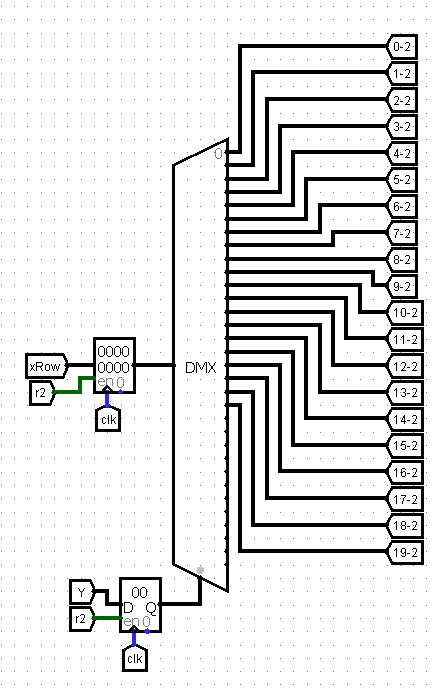 0-2
1-2
2-2
3-2
4-2
0
5-2
6-2
7-2
8-2
9-2
10-2
11-2
0000
xRow
0000
DMX
12-2
en 0
r2
13-2
clk
14-2
15-2
16-2
17-2
18-2
19-2
Y
00
D Q
r2
en 0
clk